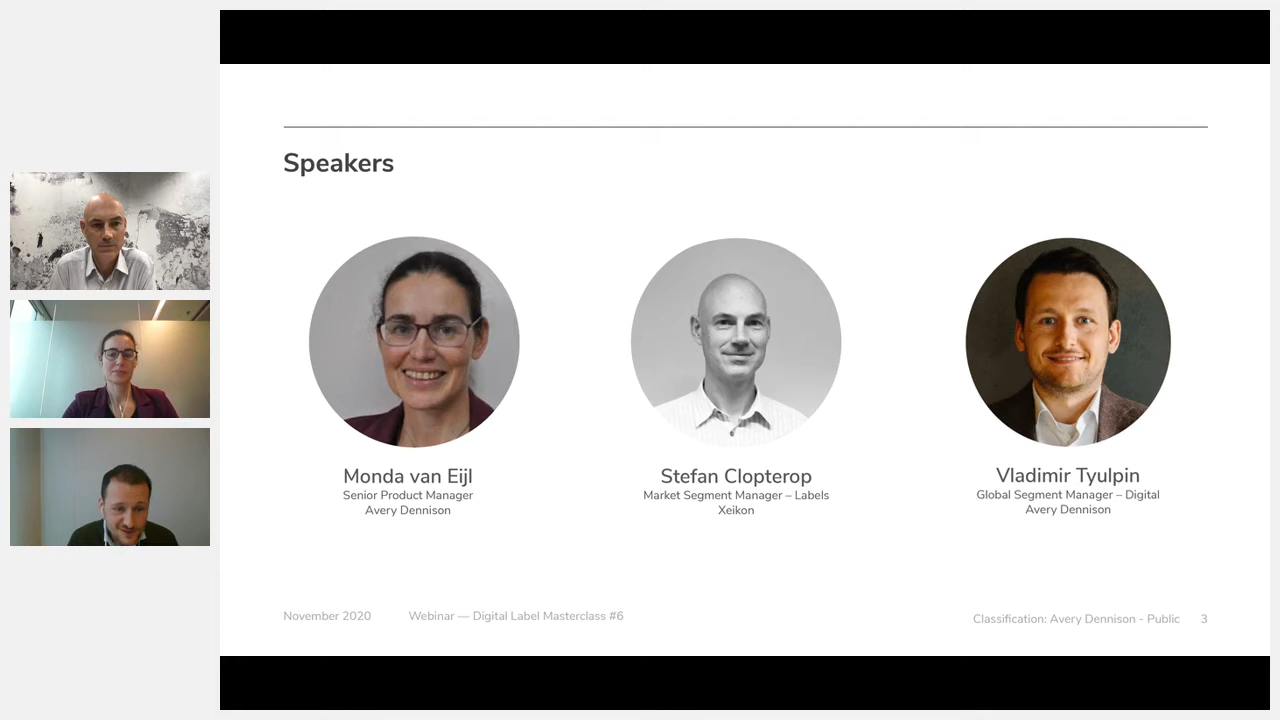 Speakers
Monda van Eijl
Senior Product Manager
Avery Dennison
Stefan Clopterop
Market Segment Manager – Labels
Xeikon
Vladimir Tyulpin
Global Segment Manager – Digital
Avery Dennison
November 2020 Webinar — Digital Label Masterclass #6
Classification: Avery Dennison - Public 3